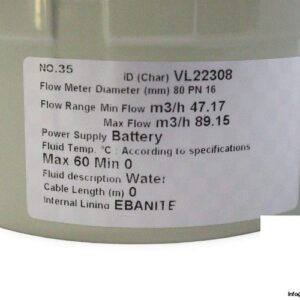 NO.35
iD (Char) VL22308
Flow Meter Diameter (mm) 80 PN 16
Flow Range Min Flow m3/h 47.17
Max Flow m3/h 89.15
Power Supply Battery
Fluid Temp. °C : According to specifications
Max 60 Min 0
Fluid description Water
Cable Length (m) 0
Internal Lining EBANITE